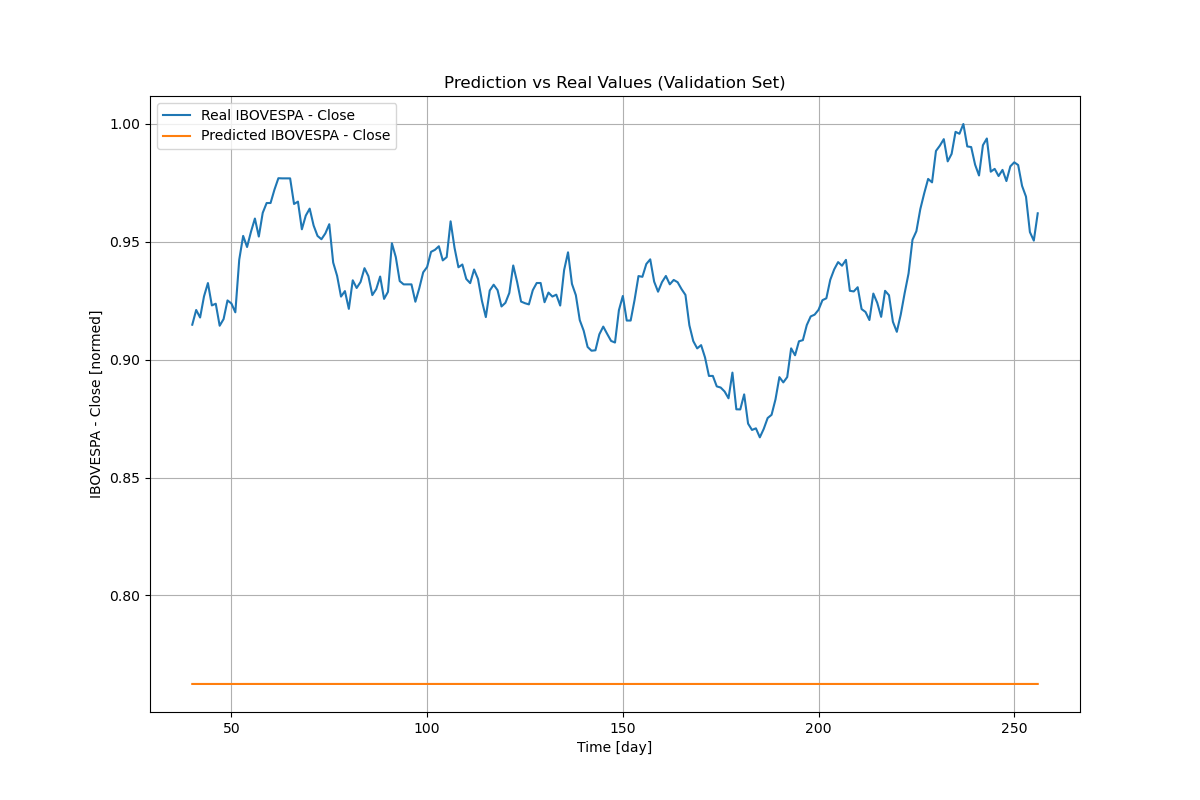 Prediction vs Real Values (Validation Set)
Real IBOVESPA - Close
Predicted IBOVESPA - Close
IBOVESPA - Close [normed]
1.00
0.95
0.90
0.85
0.80
50 100 150 200 250
Time [day]